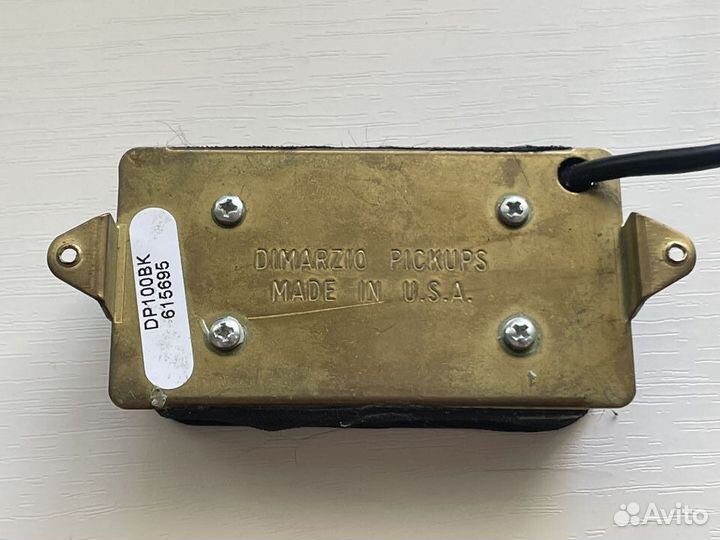 DIMARZIO PICKUPS
MADE IN U.S.A.
DP100BK
615695
Avito